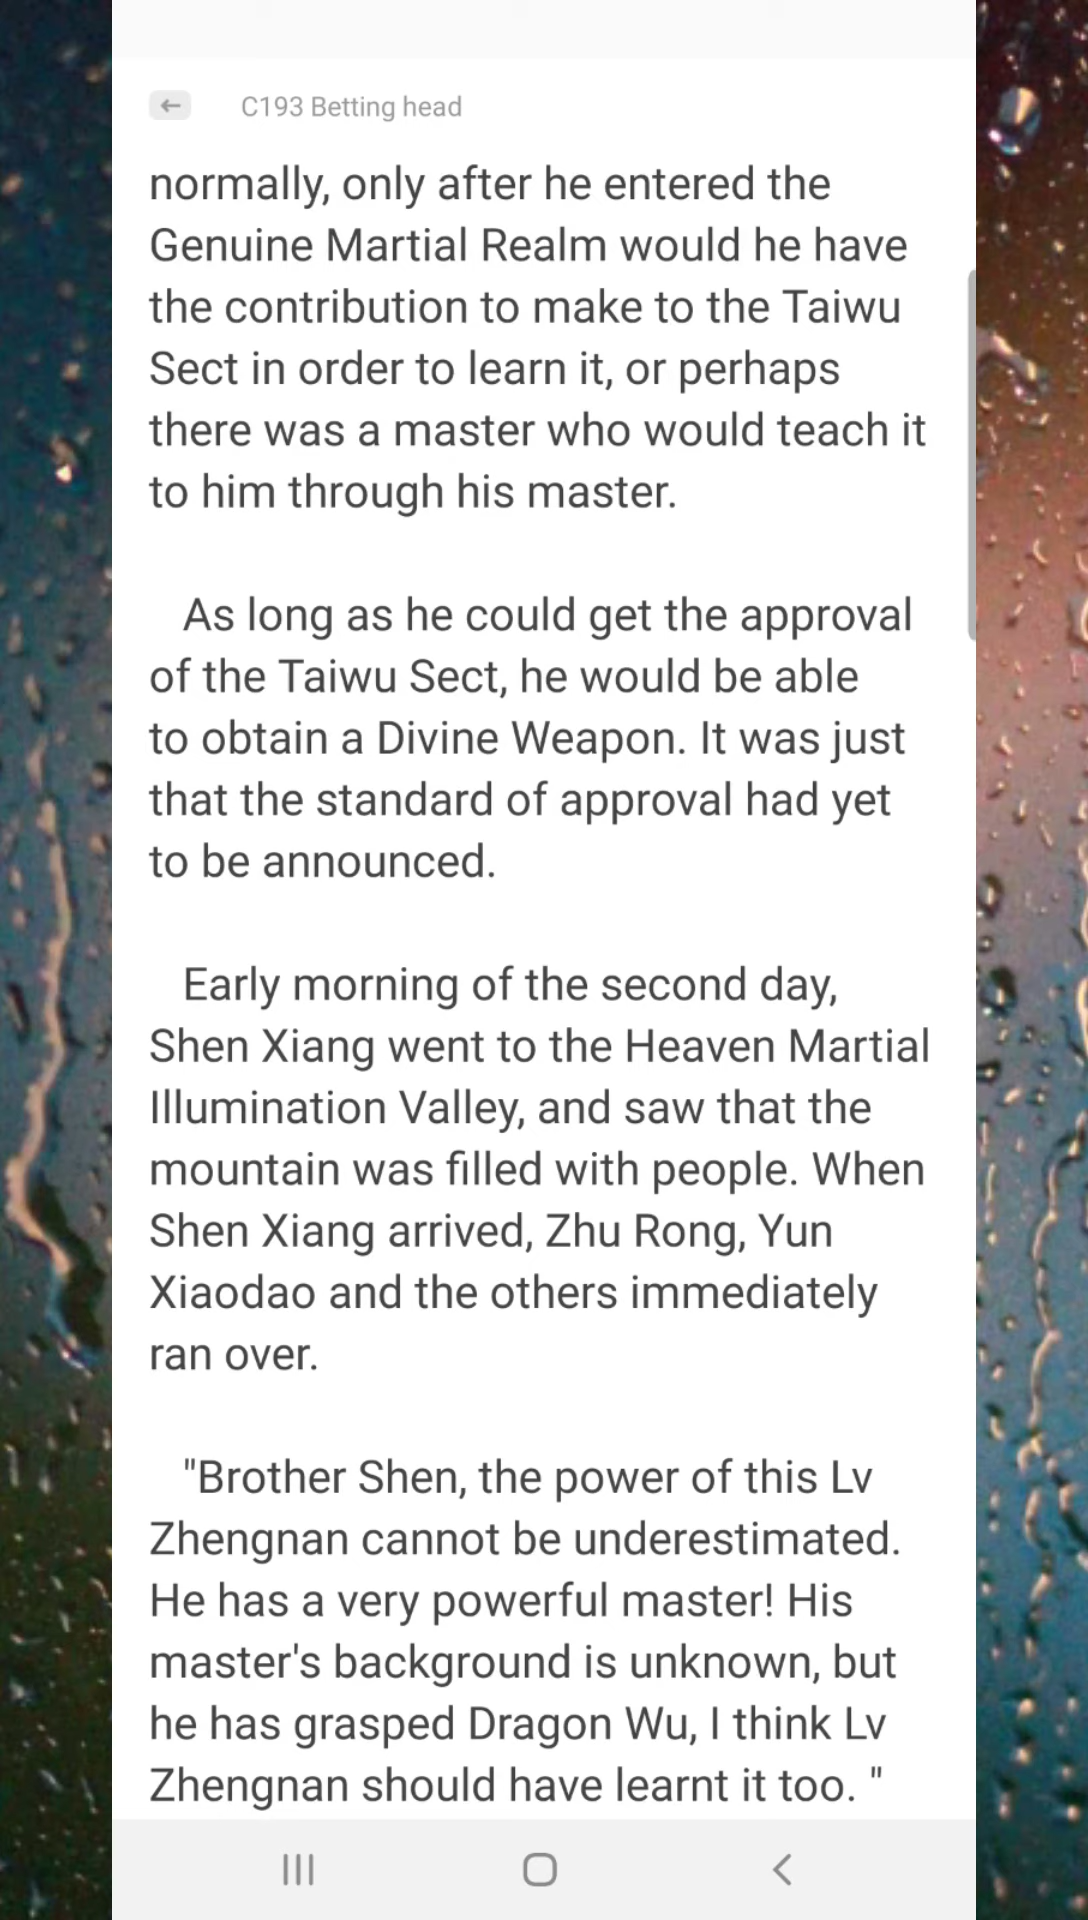 C193 Betting head
normally, only after he entered the
Genuine Martial Realm would he have
the contribution to make to the Taiwu
Sect in order to learn it, or perhaps
there was a master who would teach it
to him through his master.
As long as he could get the approval
of the Taiwu Sect, he would be able
to obtain a Divine Weapon. It was just
that the standard of approval had yet
to be announced.
Early morning of the second day,
Shen Xiang went to the Heaven Martial
Illumination Valley, and saw that the
mountain was filled with people. When
Shen Xiang arrived, Zhu Rong, Yun
Xiaodao and the others immediately
ran over.
"Brother Shen, the power of this Lv
Zhengnan cannot be underestimated.
He has a very powerful master! His
master's background is unknown, but
he has grasped Dragon Wu, I think Lv
Zhengnan should have learnt it too. "